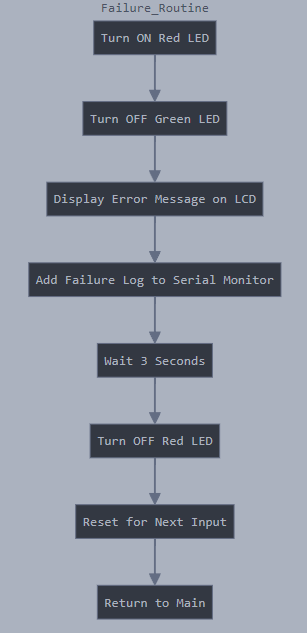 Failure_Routine
Turn ON Red LED
Turn OFF Green LED
Display Error Message on LCD
Add Failure Log to Serial Monitor
Wait 3 Seconds
Turn OFF Red LED
Reset for Next Input
Return to Main